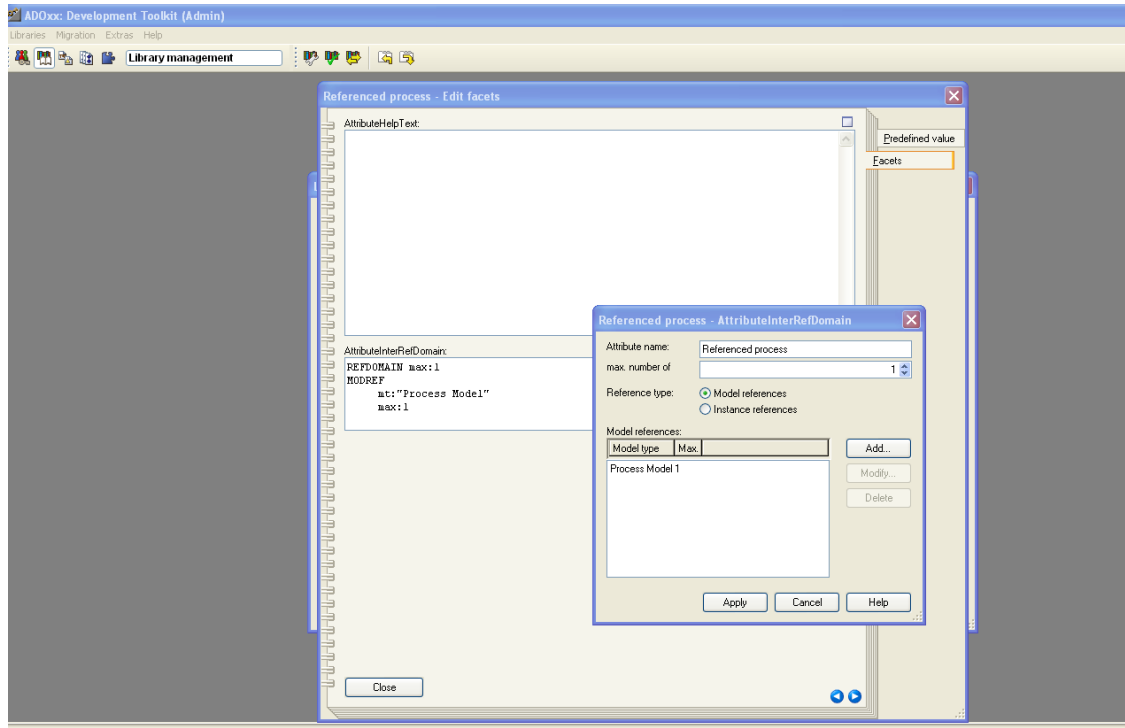 ADOxx: Development Toolkit (Admin)
Libraries Migration Extras Help
Library management
Referenced process - Edit facets
AttributeHelpText:
Predefined value
Facets
AttributeInterRefDomain:
REFDOMAIN max:1
MODREF
mt:"Process Model"
max:1
Close
Referenced process - AttributeInterRefDomain
Attribute name: Referenced process
max. number of 1
Reference type: Model references
Instance references
Model references:
Model type Max.
Process Model 1
Add...
Modify...
Delete
Apply Cancel Help